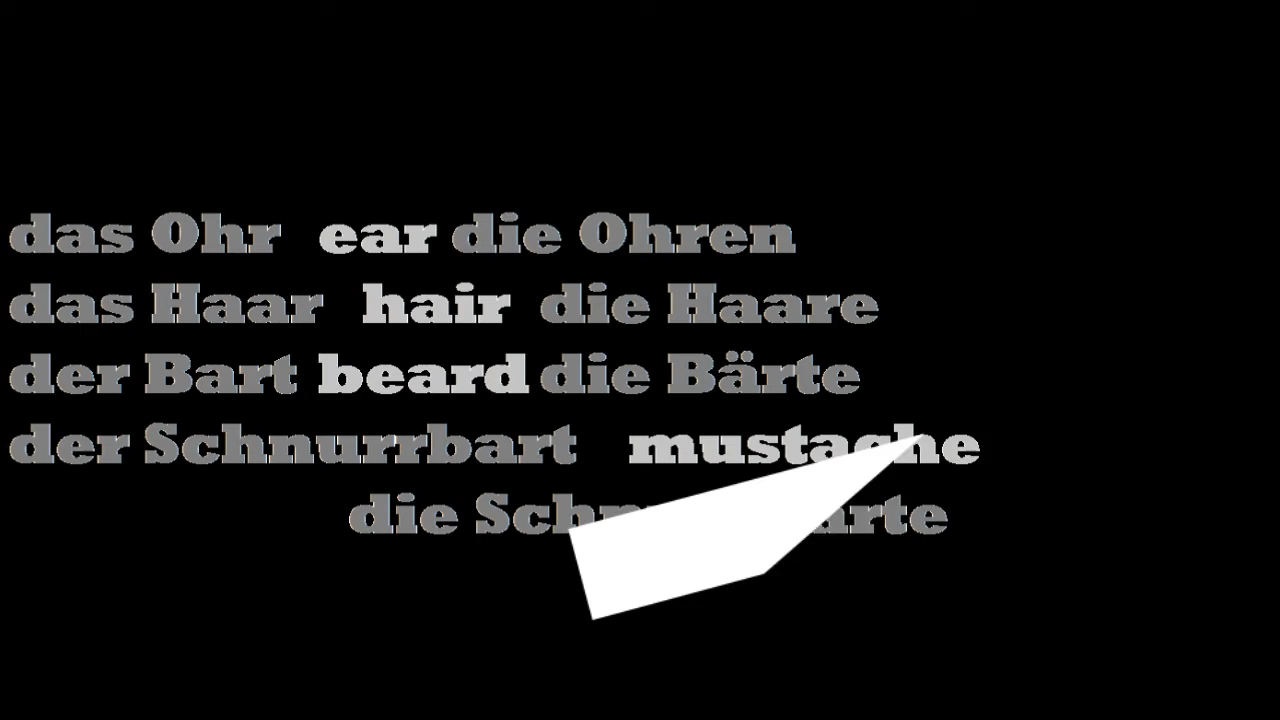 das Ohr ear die Ohren
das Haar hair die Haare
der Bart beard die Bärte
der Schnurrbart mustache
die